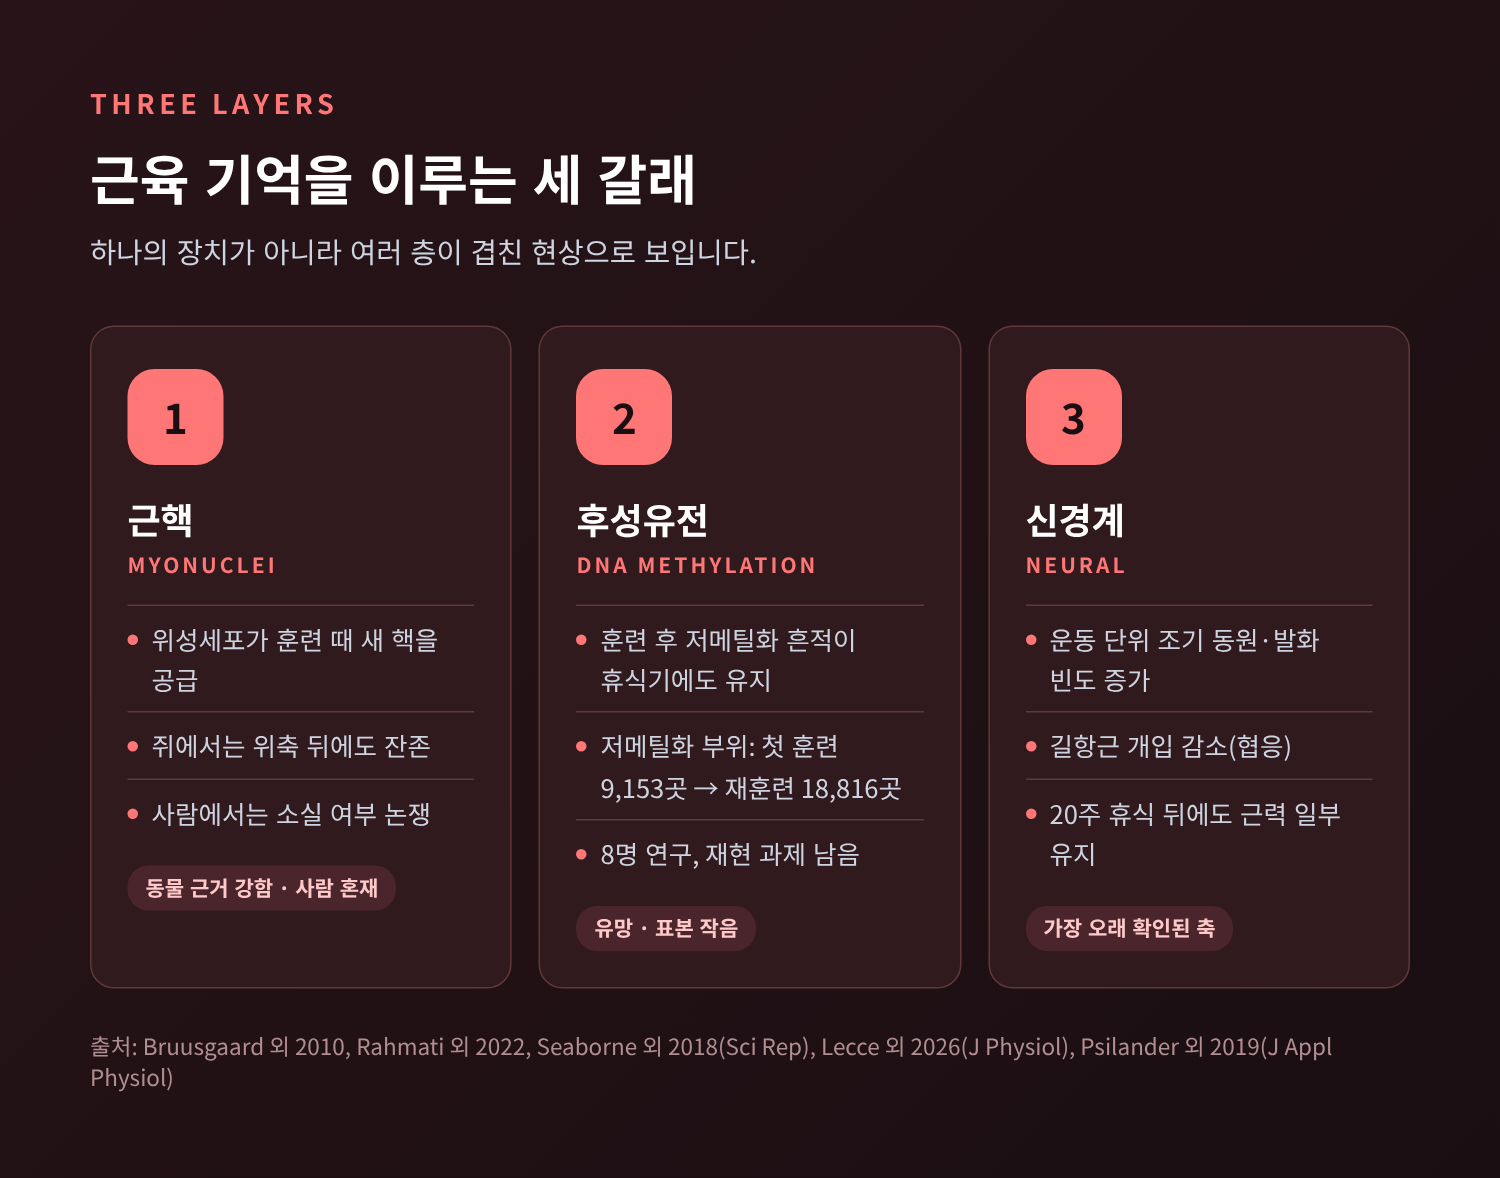 THREE LAYERS
근육 기억을 이루는 세 갈래
하나의 장치가 아니라 여러 층이 겹친 현상으로 보입니다.
1
근핵
MYONUCLEI
위성세포가 훈련 때 새 핵을
공급
쥐에서는 위축 뒤에도 잔존
사람에서는 소실 여부 논쟁
동물 근거 강함 · 사람 혼재
2
후성유전
DNA METHYLATION
훈련 후 저메틸화 흔적이
휴식기에도 유지
저메틸화 부위: 첫 훈련
9,153곳 → 재훈련 18,816곳
8명 연구, 재현 과제 남음
유망 · 표본 작음
3
신경계
NEURAL
운동 단위 조기 동원·발화
빈도 증가
길항근 개입 감소(협응)
20주 휴식 뒤에도 근력 일부
유지
가장 오래 확인된 축
출처: Bruusgaard 외 2010, Rahmati 외 2022, Seaborne 외 2018(Sci Rep), Lecce 외 2026(J Physiol), Psilander 외 2019(J Appl
Physiol)